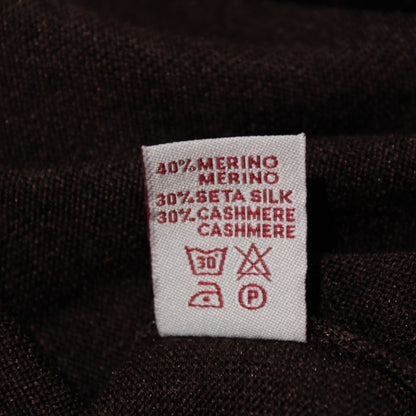 40% MERINO
MERINO
30% SETA SILK
30% CASHMERE
CASHMERE
30°
P